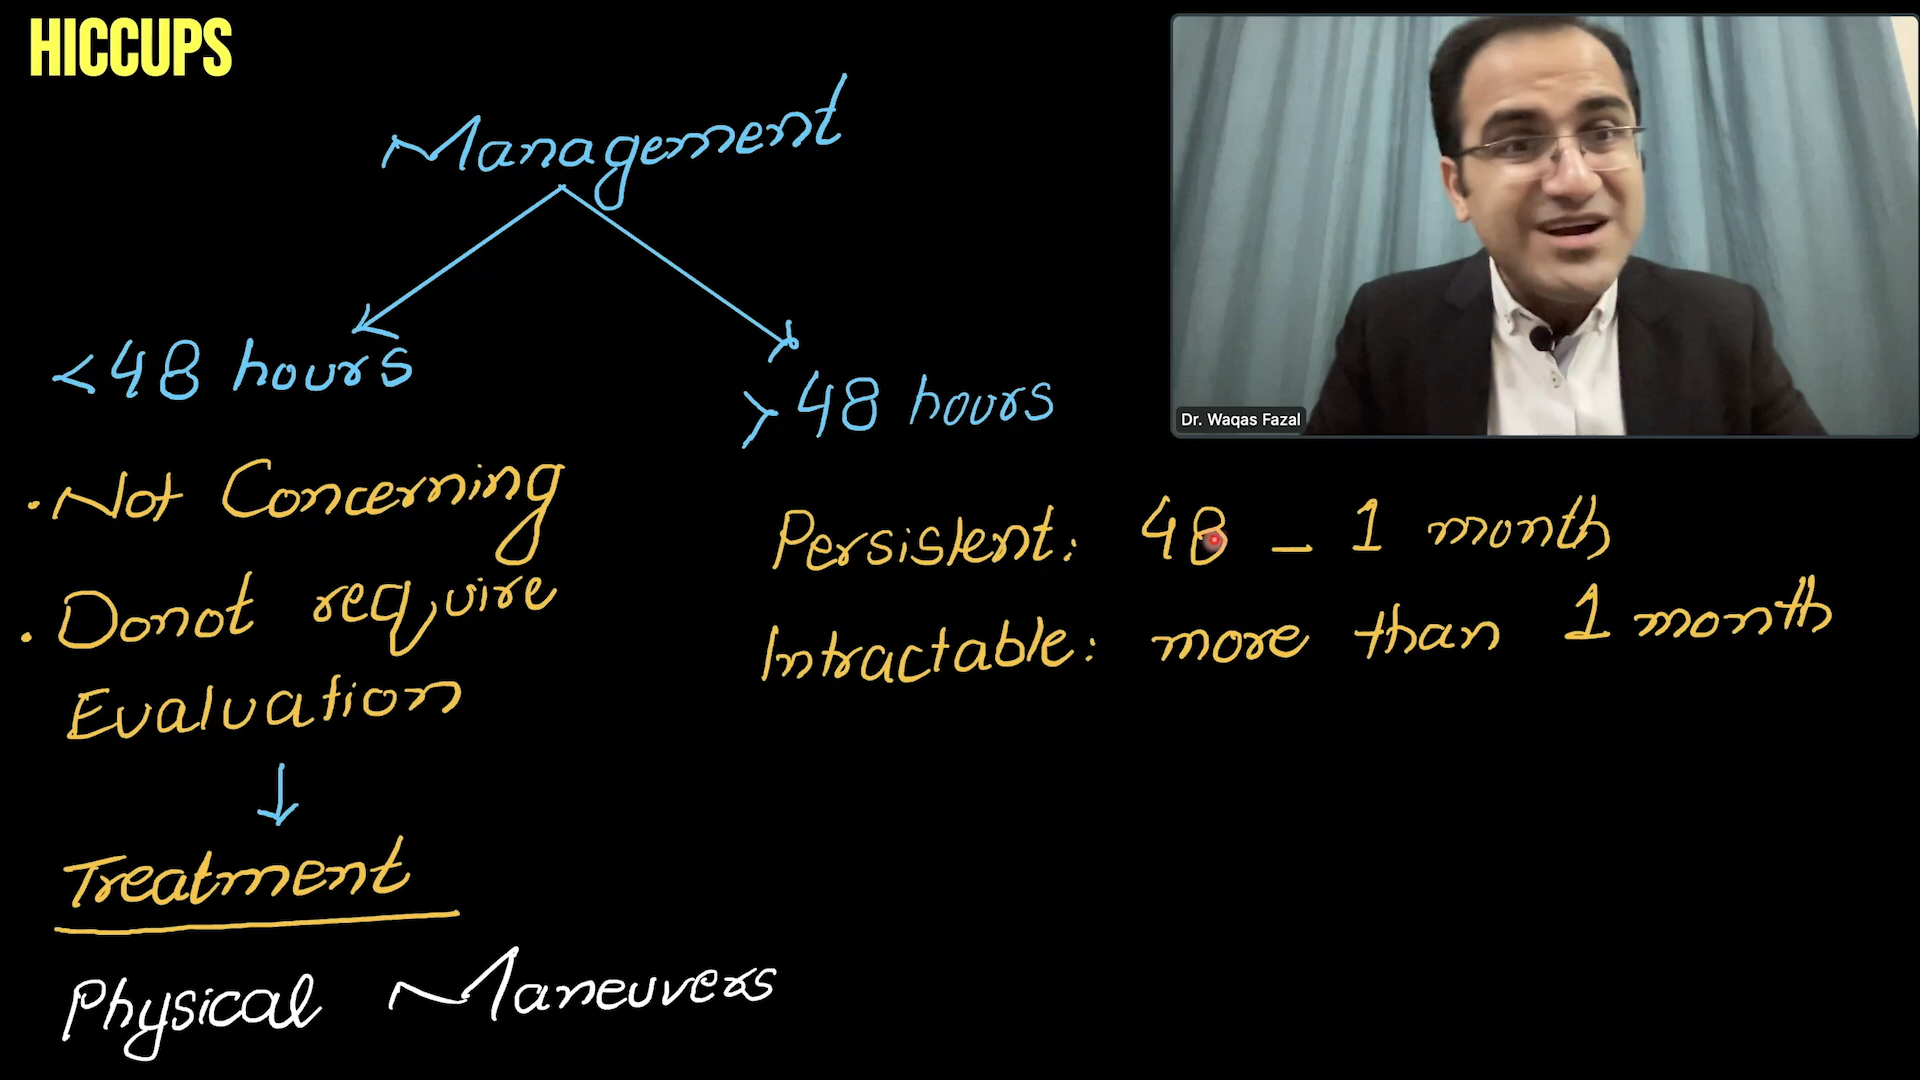 HICCUPS
Management
<48 hours
>48 hours
. Not Concerning
. Donot require
Evaluation
Treatment
Physical Maneuvers
Persistent: 48 - 1 month
Intractable: more than 1 month
Dr. Waqas Fazal